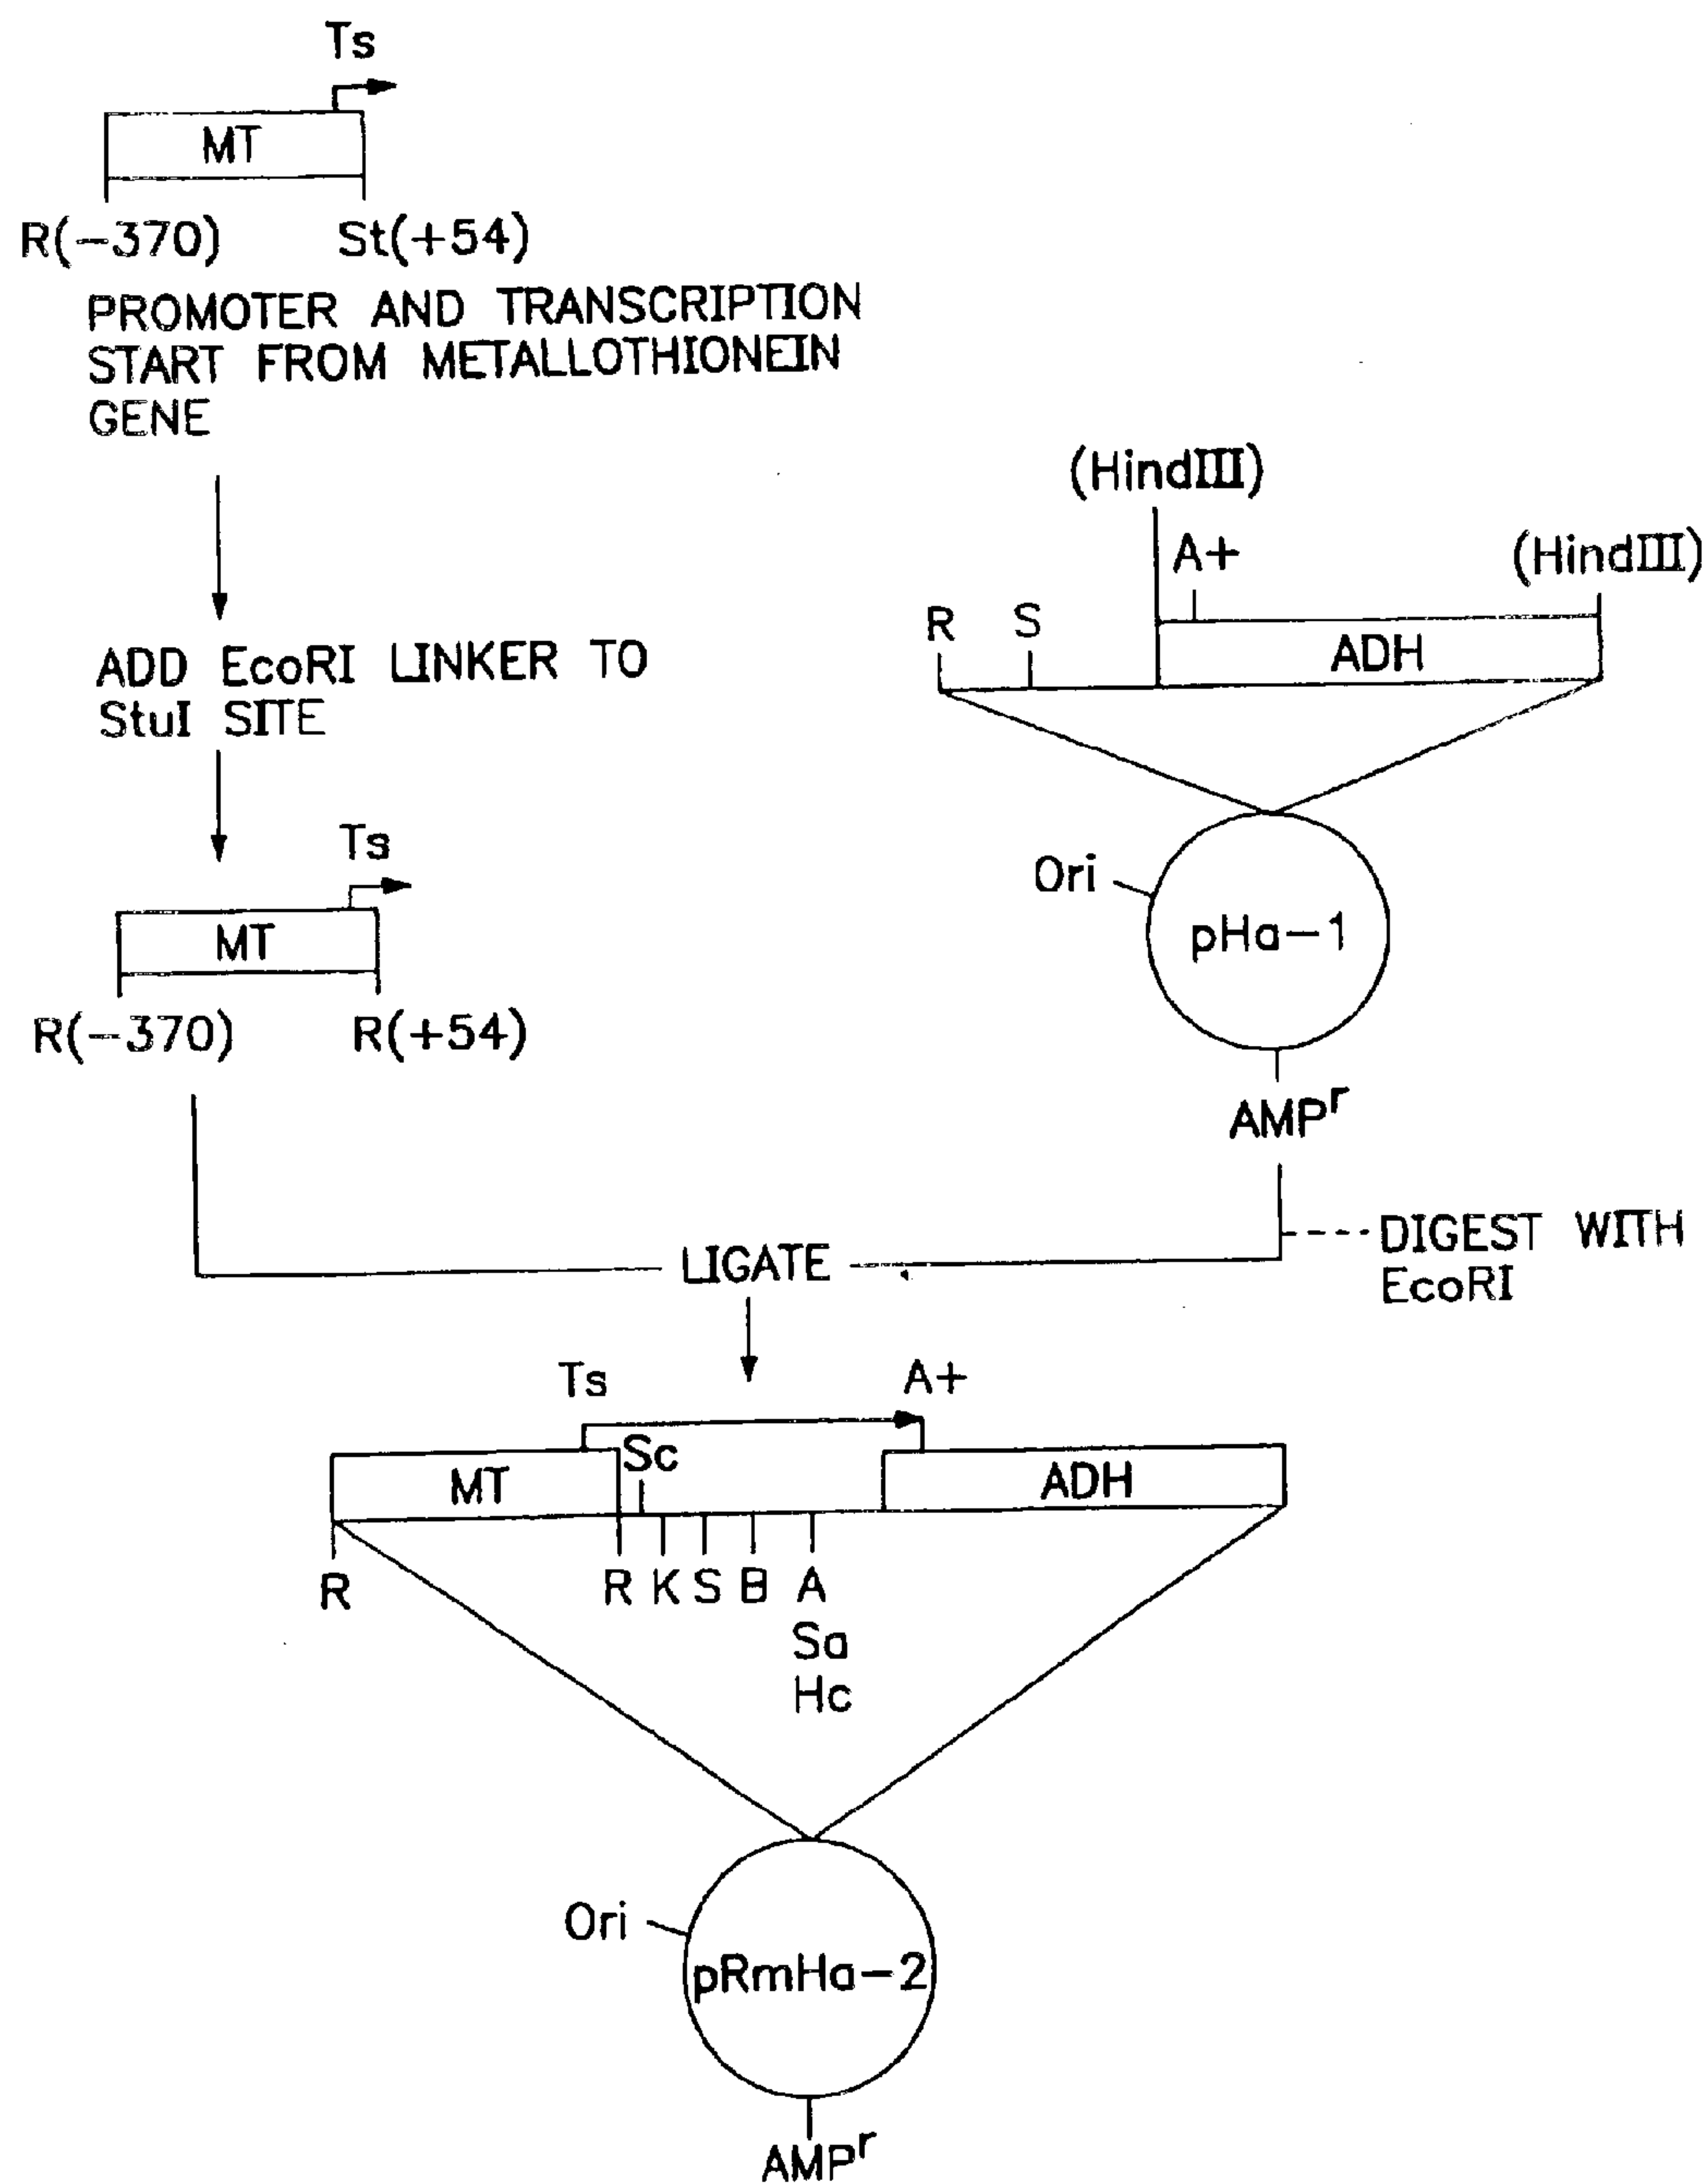 Ts
MT
R(-370) St(+54)
PROMOTER AND TRANSCRIPTION
START FROM METALLOTHIONEIN
GENE
ADD EcoRI LINKER TO
StuI SITE
Ts
MT
R(-370) R(+54)
(HindIII)
A+
(HindIII)
R S
ADH
Ori
pHa-1
AMPʳ
DIGEST WITH
EcoRI
LIGATE
Ts A+
Sc
MT ADH
R R K S B A
Sa
Hc
Ori
pRmHa-2
AMPʳ